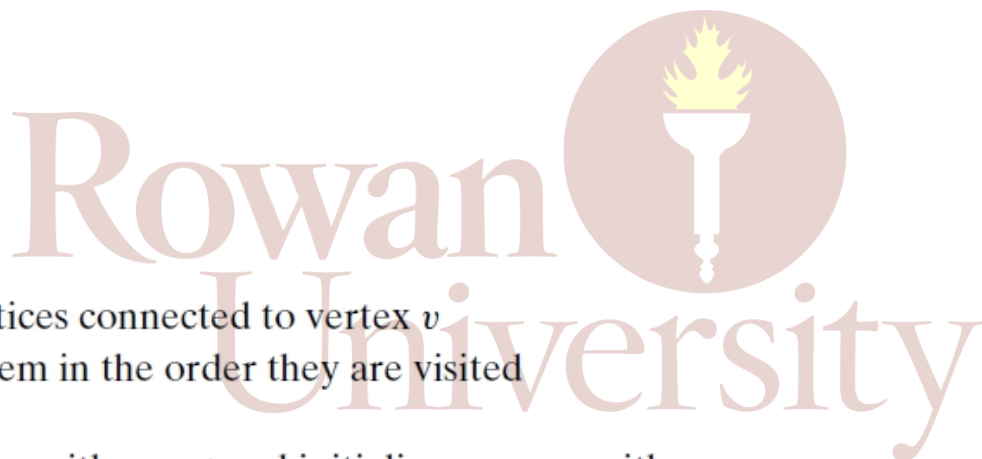 Rowan
University
tices connected to vertex v
em in the order they are visited